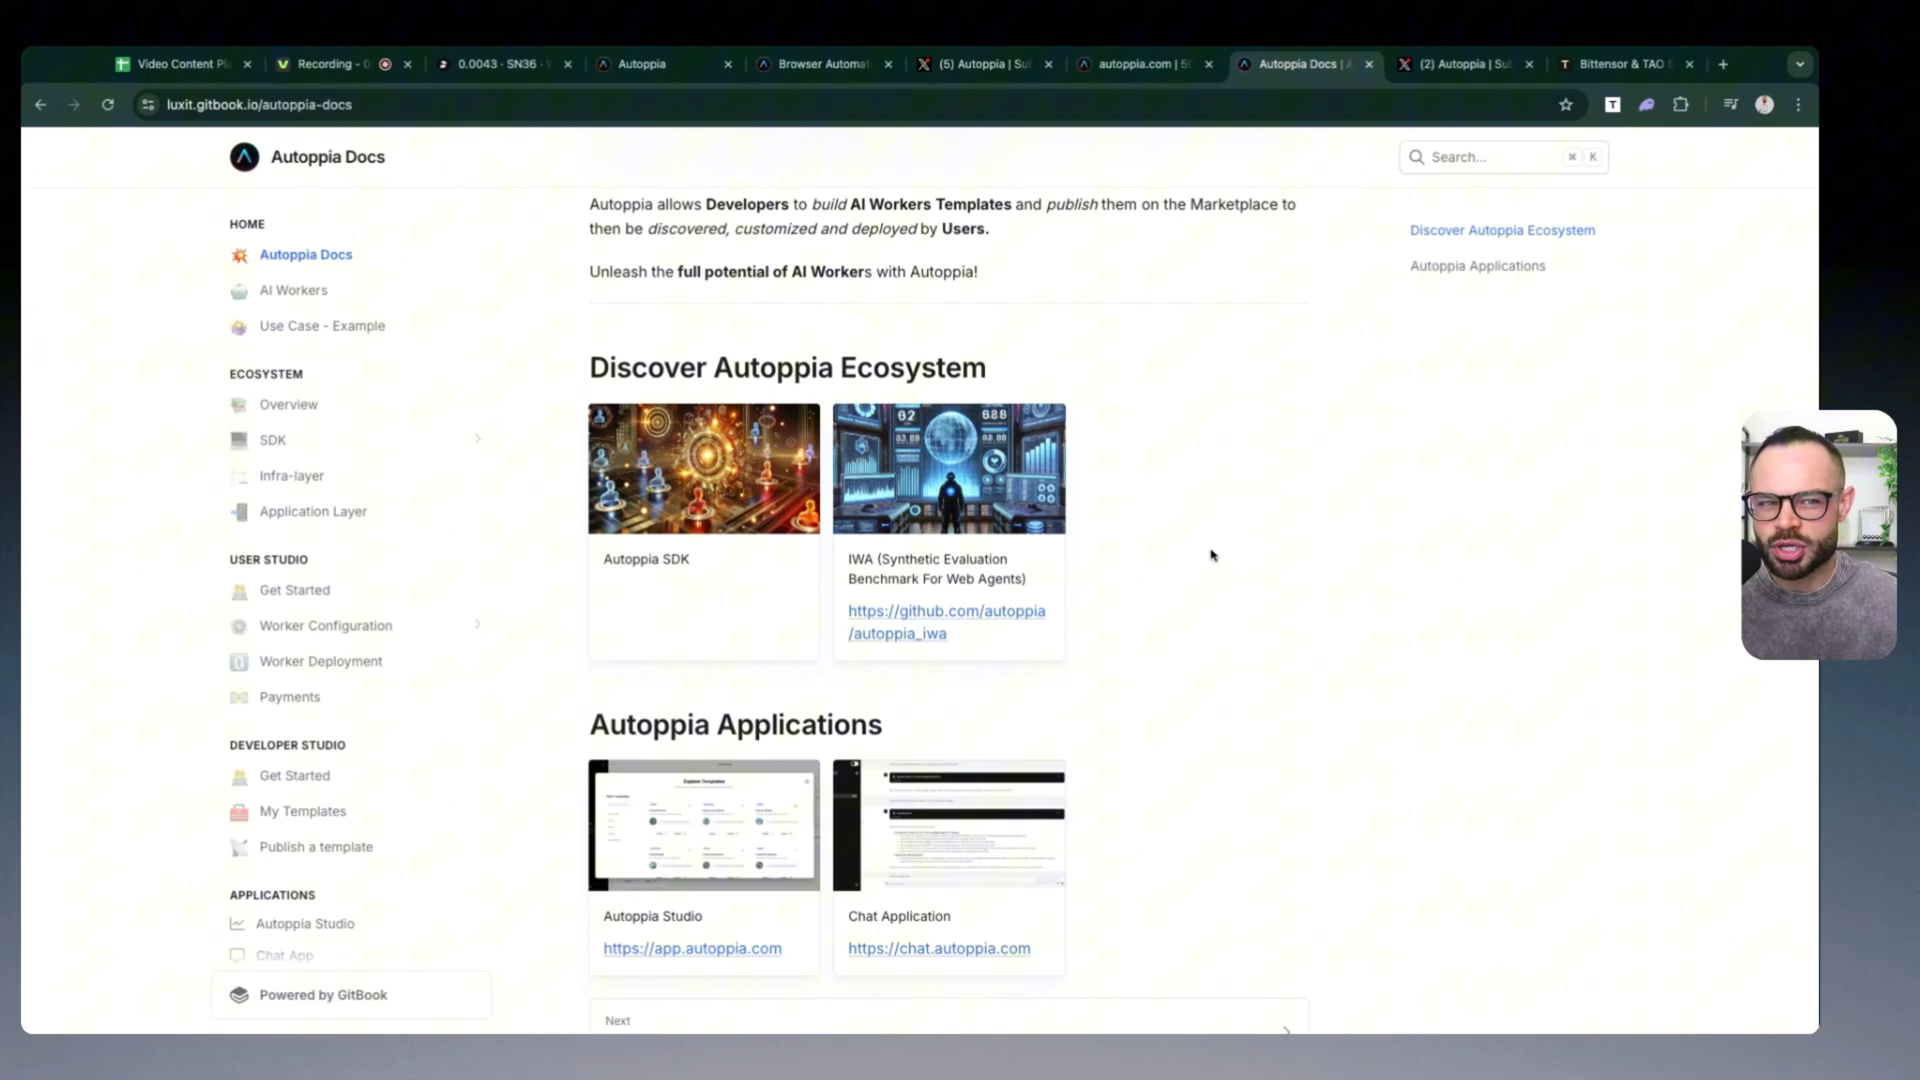 Video Content Pl
Recording - D
0.0043 · SN36 ·
Autoppia
Browser Automat
(5) Autoppia | Su
autoppia.com | 5
Autoppia Docs |
(2) Autoppia | Su
Bittensor & TAO
luxit.gitbook.io/autoppia-docs
Autoppia Docs
Search...
⌘ K
HOME
Autoppia Docs
AI Workers
Use Case - Example
ECOSYSTEM
Overview
SDK
Infra-layer
Application Layer
USER STUDIO
Get Started
Worker Configuration
Worker Deployment
Payments
DEVELOPER STUDIO
Get Started
My Templates
Publish a template
APPLICATIONS
Autoppia Studio
Chat App
Powered by GitBook
Autoppia allows Developers to build AI Workers Templates and publish them on the Marketplace to
then be discovered, customized and deployed by Users.
Unleash the full potential of AI Workers with Autoppia!
Discover Autoppia Ecosystem
62
688
Autoppia SDK
IWA (Synthetic Evaluation
Benchmark For Web Agents)
https://github.com/autoppia
/autoppia_iwa
Autoppia Applications
Explore Templates
Autoppia Studio
https://app.autoppia.com
Chat Application
https://chat.autoppia.com
Next
Discover Autoppia Ecosystem
Autoppia Applications